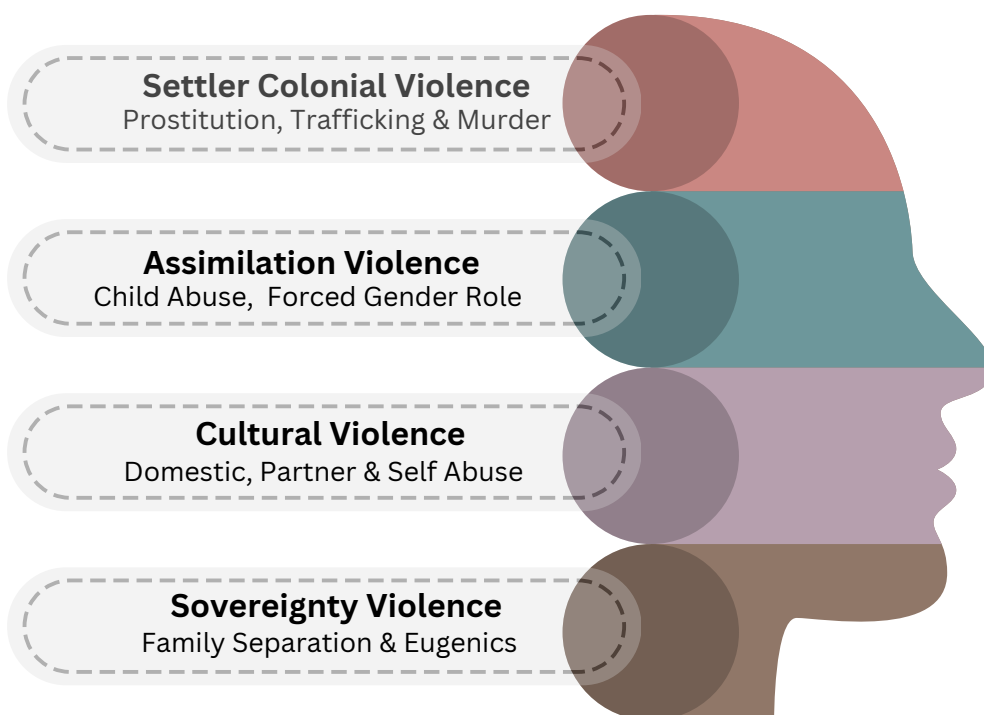 Settler Colonial Violence
Prostitution, Trafficking & Murder
Assimilation Violence
Child Abuse,  Forced Gender Role
Cultural Violence
Domestic, Partner & Self Abuse
Sovereignty Violence
Family Separation & Eugenics